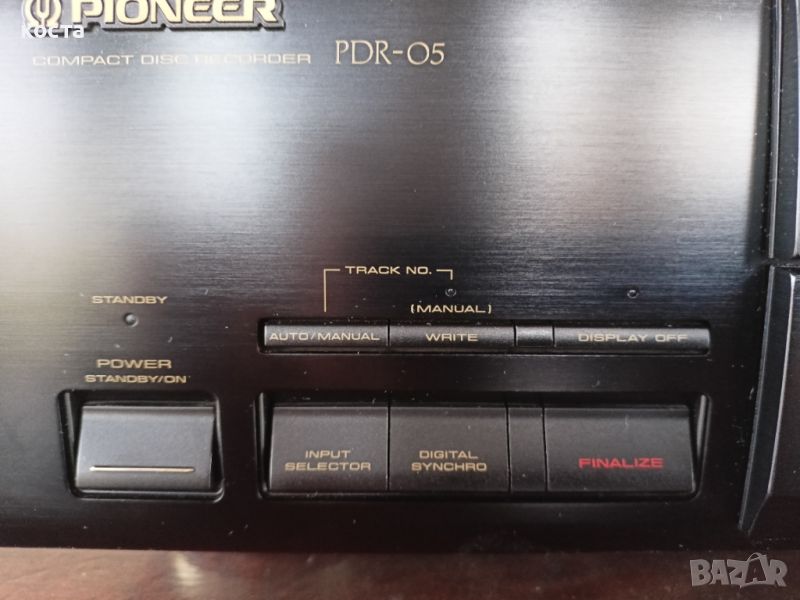 PIONEER
коста
COMPACT DISC RECORDER PDR-05
TRACK NO.
STANDBY
(MANUAL)
AUTO/MANUAL WRITE DISPLAY OFF
POWER
STANDBY/ON
INPUT SELECTOR
DIGITAL SYNCHRO
FINALIZE
BAZAR